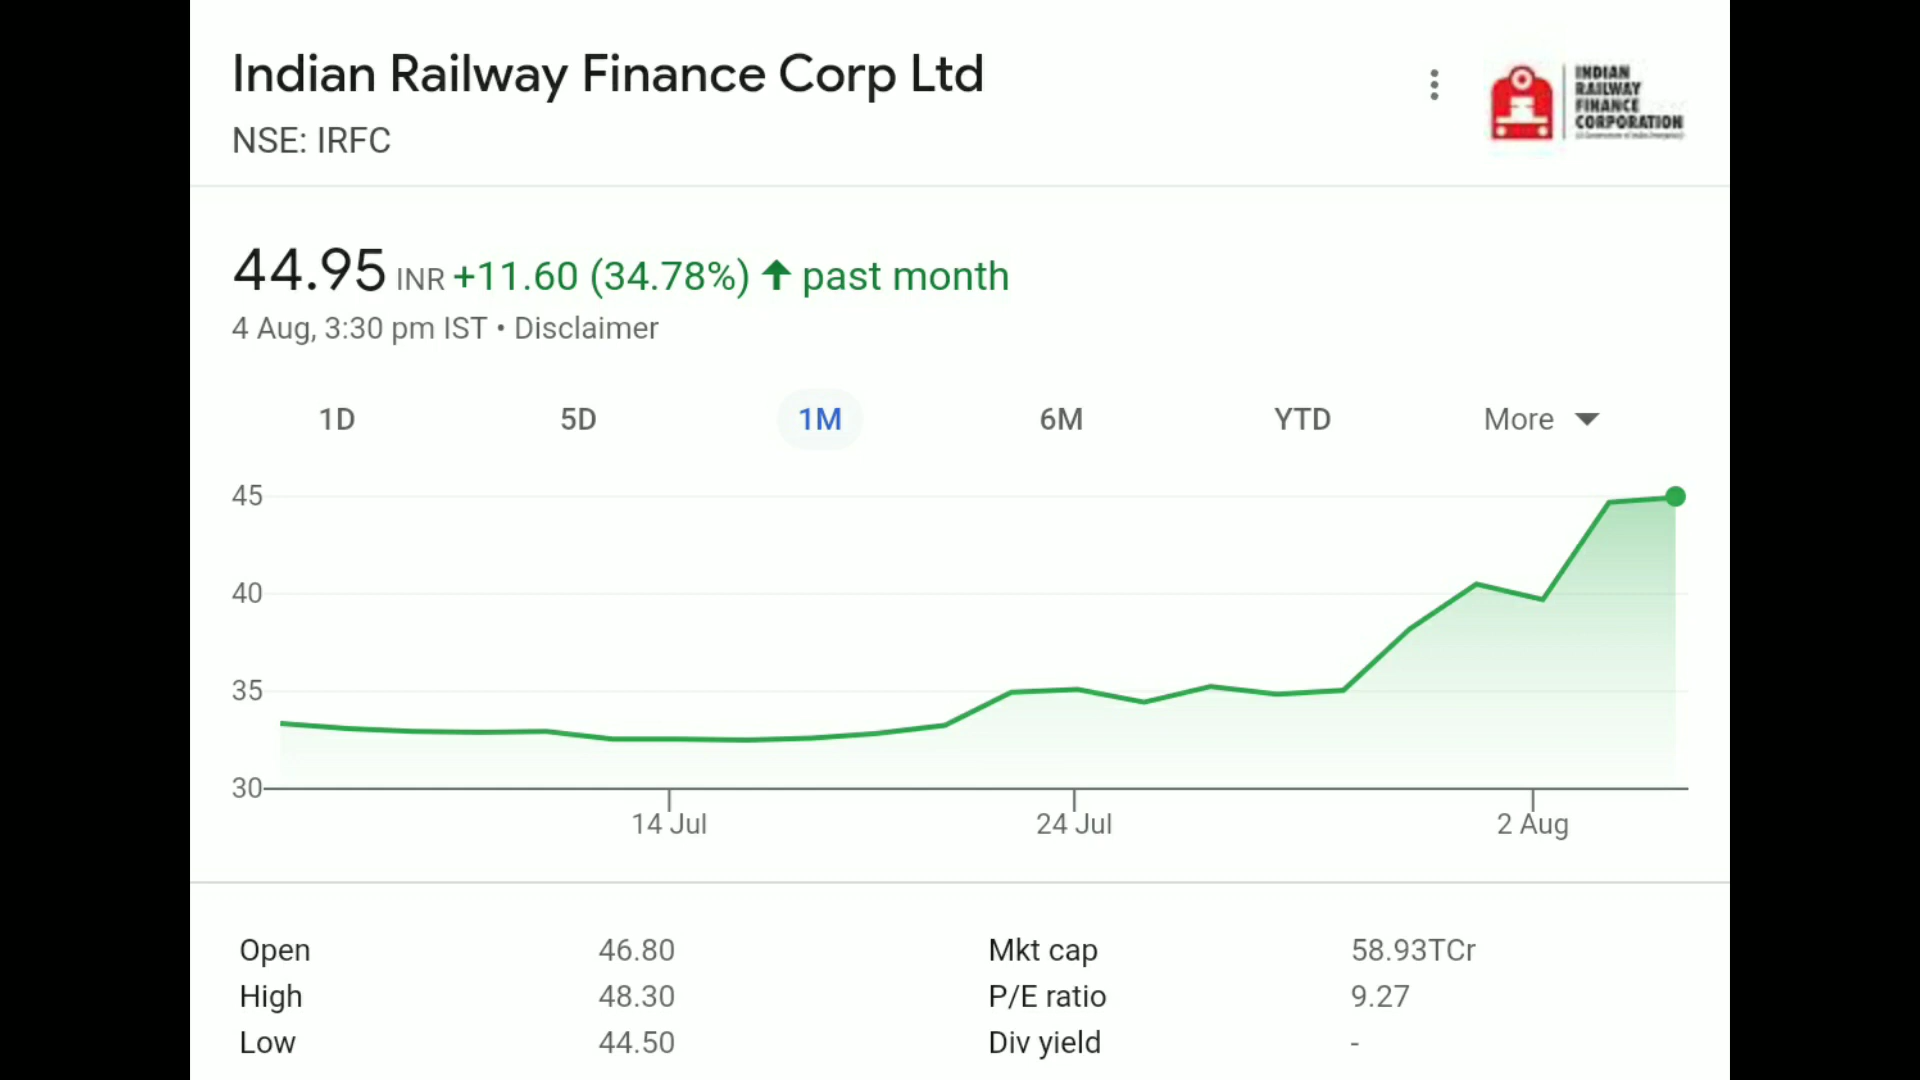 Indian Railway Finance Corp Ltd
NSE: IRFC
INDIAN
RAILWAY
FINANCE
CORPORATION
44.95 INR +11.60 (34.78%) ↑ past month
4 Aug, 3:30 pm IST • Disclaimer
1D 5D 1M 6M YTD More
45
40
35
30
14 Jul 24 Jul 2 Aug
Open 46.80 Mkt cap 58.93TCr
High 48.30 P/E ratio 9.27
Low 44.50 Div yield -